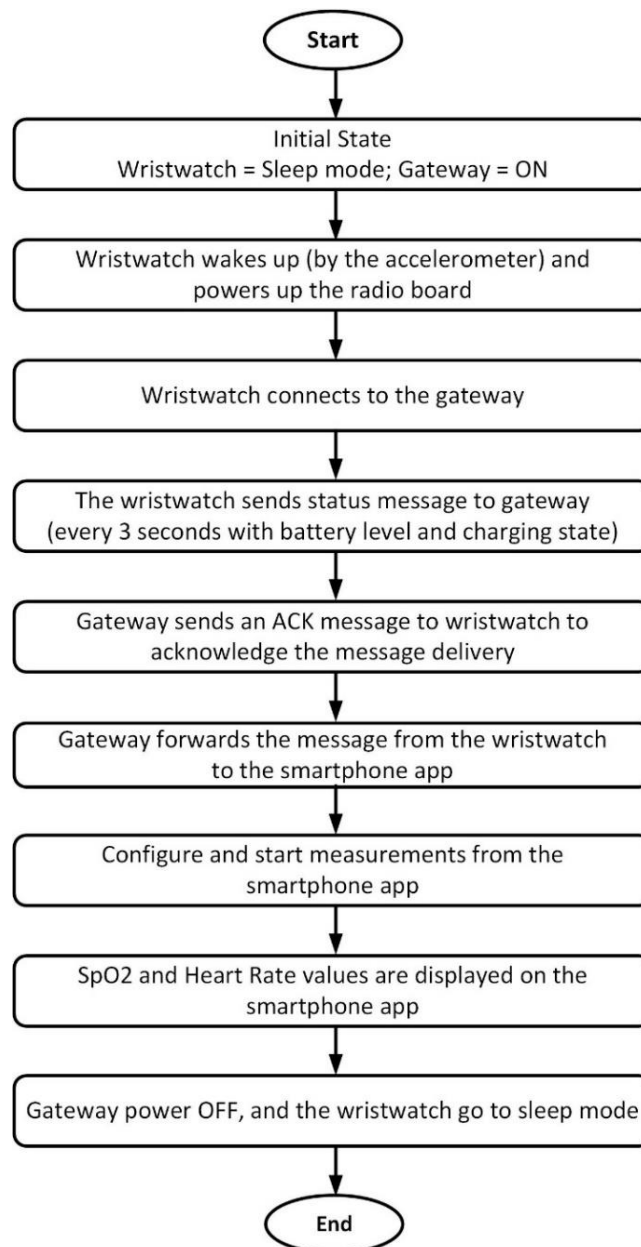 Start
Initial State
Wristwatch = Sleep mode; Gateway = ON
Wristwatch wakes up (by the accelerometer) and
powers up the radio board
Wristwatch connects to the gateway
The wristwatch sends status message to gateway
(every 3 seconds with battery level and charging state)
Gateway sends an ACK message to wristwatch to
acknowledge the message delivery
Gateway forwards the message from the wristwatch
to the smartphone app
Configure and start measurements from the
smartphone app
SpO2 and Heart Rate values are displayed on the
smartphone app
Gateway power OFF, and the wristwatch go to sleep mode
End